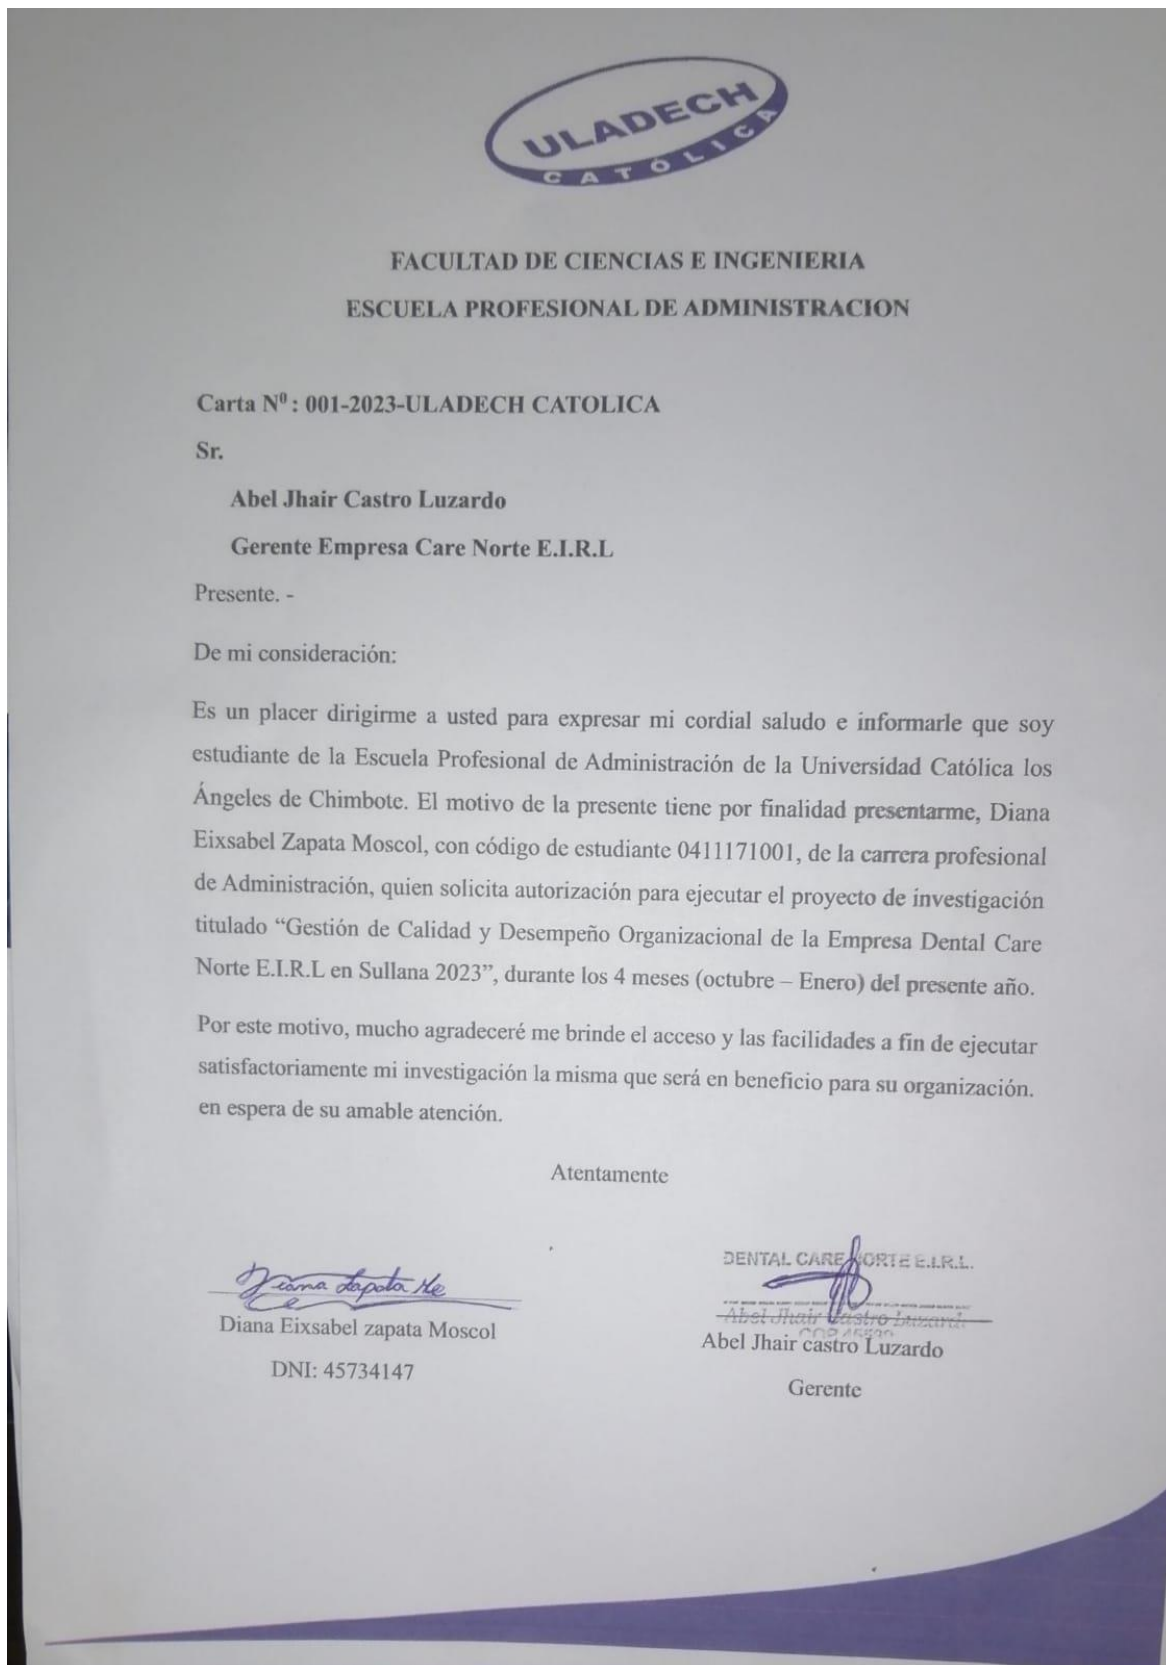 ULADECH
CATÓLICA
FACULTAD DE CIENCIAS E INGENIERIA
ESCUELA PROFESIONAL DE ADMINISTRACION
Carta Nº : 001-2023-ULADECH CATOLICA
Sr.
Abel Jhair Castro Luzardo
Gerente Empresa Care Norte E.I.R.L
Presente. -
De mi consideración:
Es un placer dirigirme a usted para expresar mi cordial saludo e informarle que soy
estudiante de la Escuela Profesional de Administración de la Universidad Católica los
Ángeles de Chimbote. El motivo de la presente tiene por finalidad presentarme, Diana
Eixsabel Zapata Moscol, con código de estudiante 0411171001, de la carrera profesional
de Administración, quien solicita autorización para ejecutar el proyecto de investigación
titulado “Gestión de Calidad y Desempeño Organizacional de la Empresa Dental Care
Norte E.I.R.L en Sullana 2023”, durante los 4 meses (octubre – Enero) del presente año.
Por este motivo, mucho agradeceré me brinde el acceso y las facilidades a fin de ejecutar
satisfactoriamente mi investigación la misma que será en beneficio para su organización.
en espera de su amable atención.
Atentamente
Diana Zapata Mo
Diana Eixsabel zapata Moscol
DNI: 45734147
DENTAL CARE NORTE E.I.R.L.
Abel Jhair Castro
COP
Abel Jhair castro Luzardo
Gerente